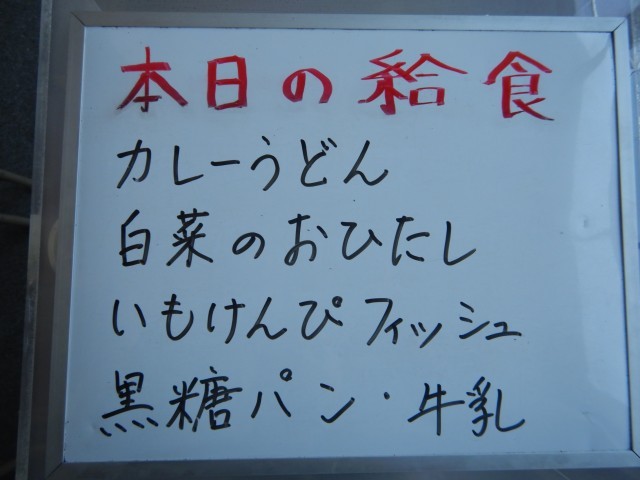 本日の給食
カレーうどん
白菜のおひたし
いもけんぴフィッシュ
黒糖パン・牛乳